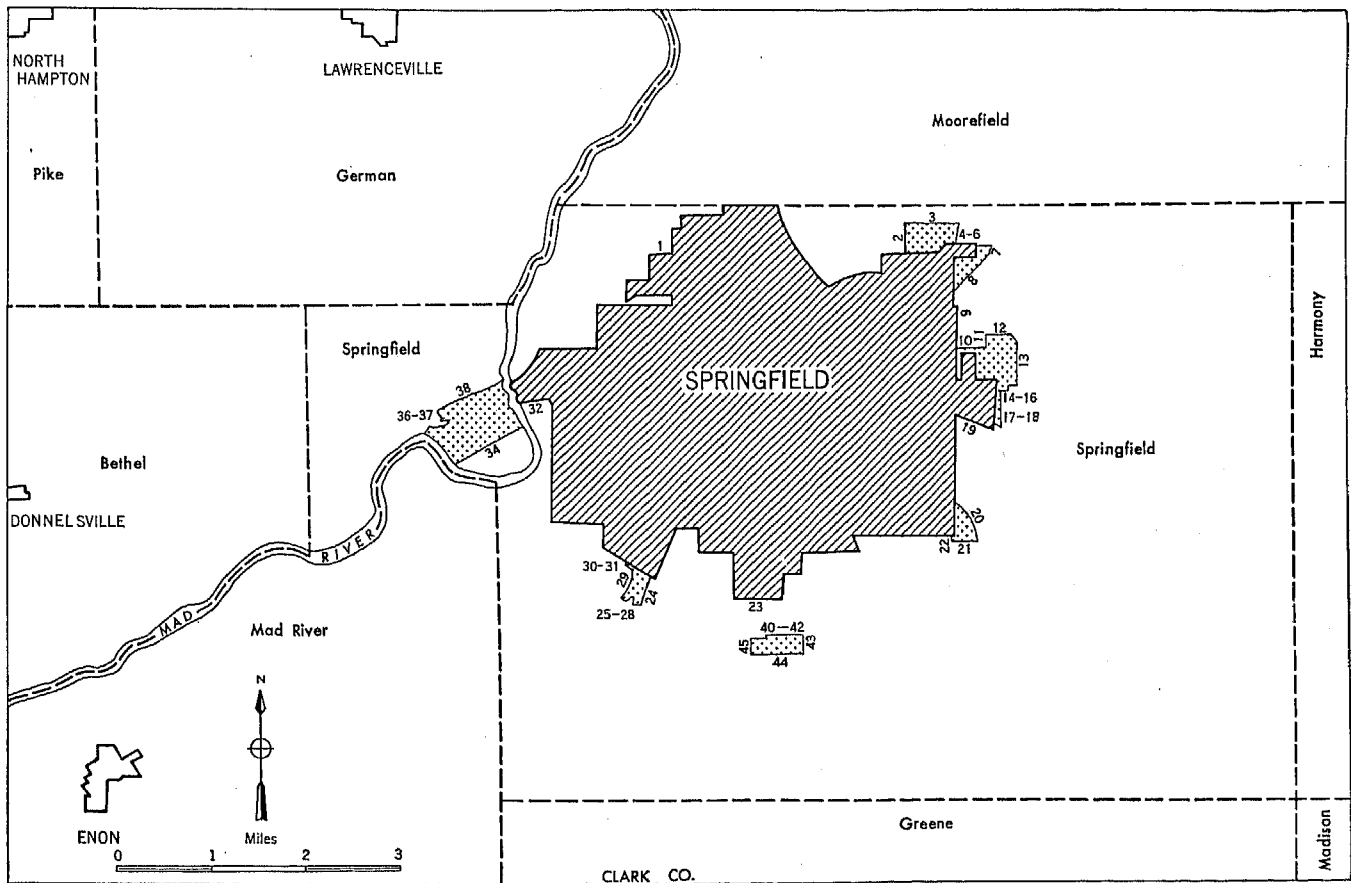 NORTH
HAMPTON
LAWRENCEVILLE
Moorefield
Pike
German
3
2
4-6
1
7
8
Harmony
9
12
11
10
13
Springfield
SPRINGFIELD
38
32
14-16
36-37
17-18
19
34
Bethel
Springfield
DONNELSVILLE
20
22
21
MAD RIVER
30-31
29
24
25-28
23
Mad River
40-42
45
43
44
N
ENON
Miles
0 1 2 3
Greene
Madison
CLARK CO.